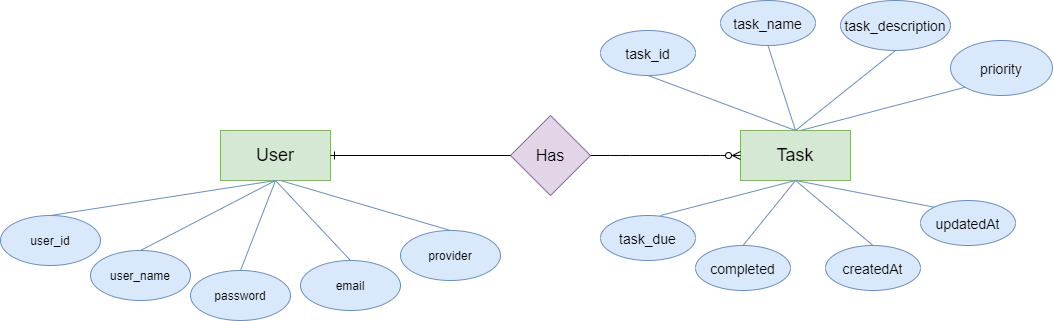 task_name
task_description
task_id
priority
User
Has
Task
user_id
user_name
password
email
provider
task_due
completed
createdAt
updatedAt